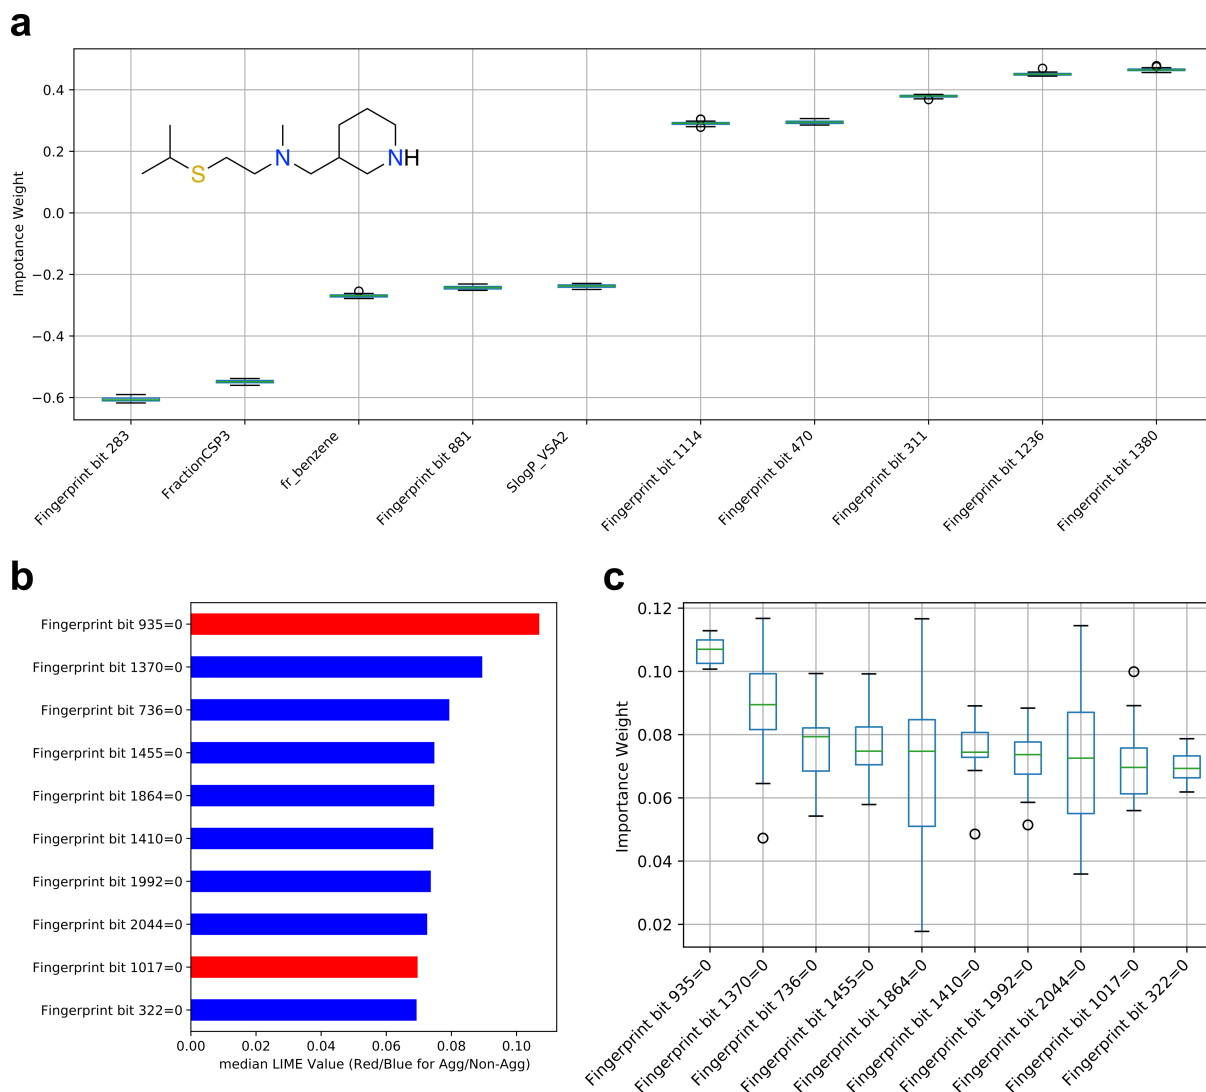 a
Impotance Weight
0.4
0.2
0.0
−0.2
−0.4
−0.6
S
N
NH
Fingerprint bit 283
FractionCSP3
fr_benzene
Fingerprint bit 881
SlogP_VSA2
Fingerprint bit 1114
Fingerprint bit 470
Fingerprint bit 311
Fingerprint bit 1236
Fingerprint bit 1380
b
Fingerprint bit 935=0
Fingerprint bit 1370=0
Fingerprint bit 736=0
Fingerprint bit 1455=0
Fingerprint bit 1864=0
Fingerprint bit 1410=0
Fingerprint bit 1992=0
Fingerprint bit 2044=0
Fingerprint bit 1017=0
Fingerprint bit 322=0
0.00 0.02 0.04 0.06 0.08 0.10
median LIME Value (Red/Blue for Agg/Non-Agg)
c
Importance Weight
0.12
0.10
0.08
0.06
0.04
0.02
Fingerprint bit 935=0
Fingerprint bit 1370=0
Fingerprint bit 736=0
Fingerprint bit 1455=0
Fingerprint bit 1864=0
Fingerprint bit 1410=0
Fingerprint bit 1992=0
Fingerprint bit 2044=0
Fingerprint bit 1017=0
Fingerprint bit 322=0